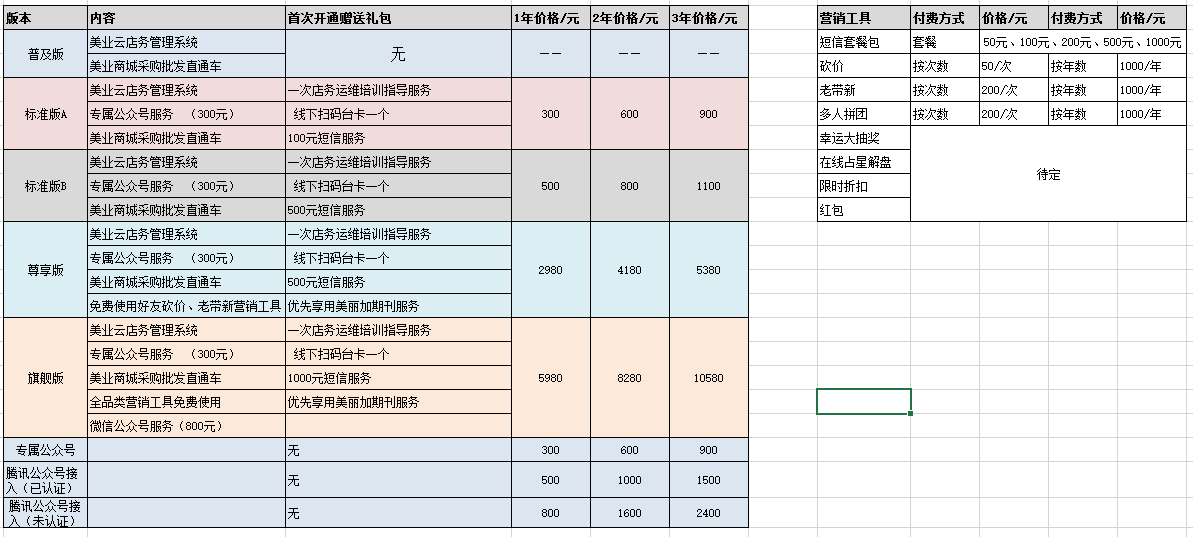 版本 内容 首次开通赠送礼包 1年价格/元 2年价格/元 3年价格/元
普及版 美业云店务管理系统 无 —— —— ——
美业商城采购批发直通车
标准版A 美业云店务管理系统 一次店务运维培训指导服务 300 600 900
专属公众号服务 （300元） 线下扫码台卡一个
美业商城采购批发直通车 100元短信服务
标准版B 美业云店务管理系统 一次店务运维培训指导服务 500 800 1100
专属公众号服务 （300元） 线下扫码台卡一个
美业商城采购批发直通车 500元短信服务
尊享版 美业云店务管理系统 一次店务运维培训指导服务 2980 4180 5380
专属公众号服务 （300元） 线下扫码台卡一个
美业商城采购批发直通车 500元短信服务
免费使用好友砍价、老带新营销工具 优先享用美丽加期刊服务
旗舰版 美业云店务管理系统 一次店务运维培训指导服务 5980 8280 10580
专属公众号服务 （300元） 线下扫码台卡一个
美业商城采购批发直通车 1000元短信服务
全品类营销工具免费使用 优先享用美丽加期刊服务
微信公众号服务（800元）
专属公众号 无 300 600 900
腾讯公众号接
入（已认证） 无 500 1000 1500
腾讯公众号接
入（未认证） 无 800 1600 2400
营销工具 付费方式 价格/元 付费方式 价格/元
短信套餐包 套餐 50元、100元、200元、500元、1000元
砍价 按次数 50/次 按年数 1000/年
老带新 按次数 200/次 按年数 1000/年
多人拼团 按次数 200/次 按年数 1000/年
幸运大抽奖
在线占星解盘 待定
限时折扣
红包